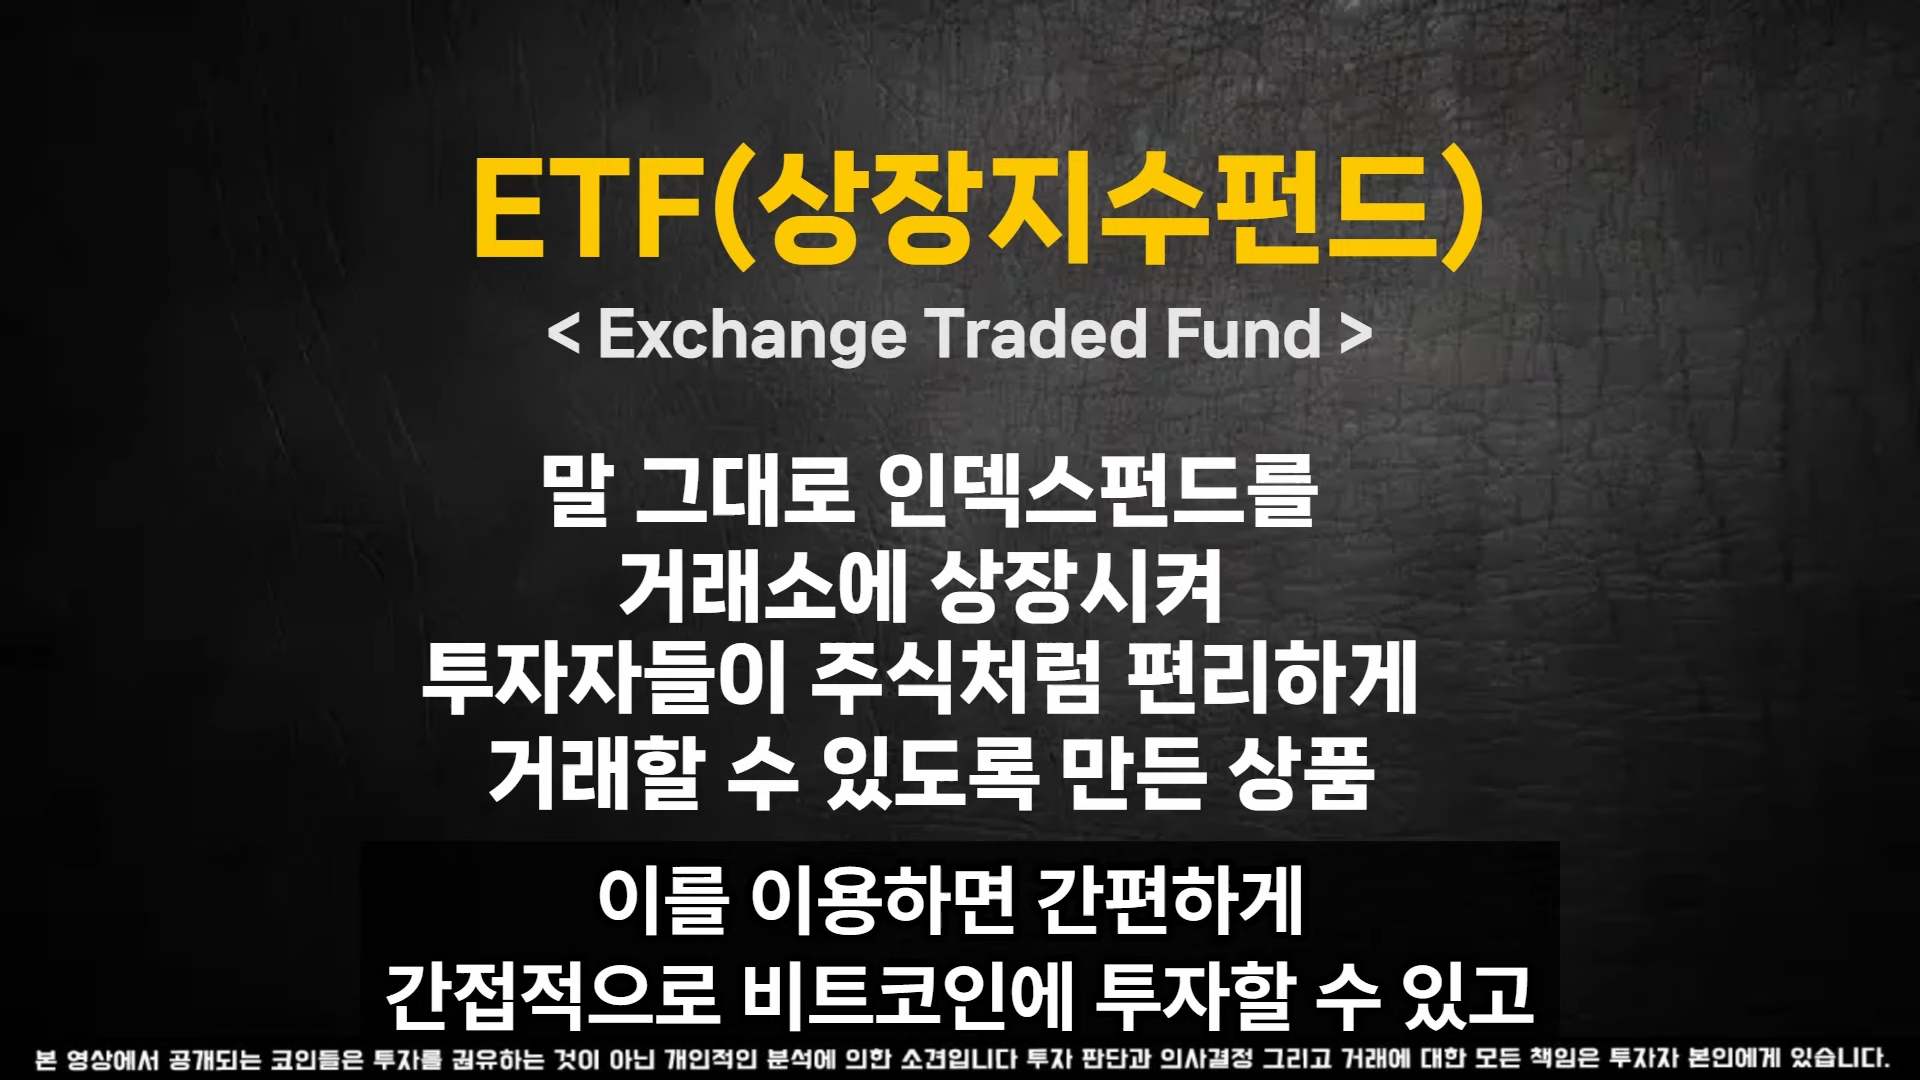 ETF(상장지수펀드)
< Exchange Traded Fund >
말 그대로 인덱스펀드를
거래소에 상장시켜
투자자들이 주식처럼 편리하게
거래할 수 있도록 만든 상품
이를 이용하면 간편하게
간접적으로 비트코인에 투자할 수 있고
본 영상에서 공개되는 코인들은 투자를 권유하는 것이 아닌 개인적인 분석에 의한 소견입니다 투자 판단과 의사결정 그리고 거래에 대한 모든 책임은 투자자 본인에게 있습니다.